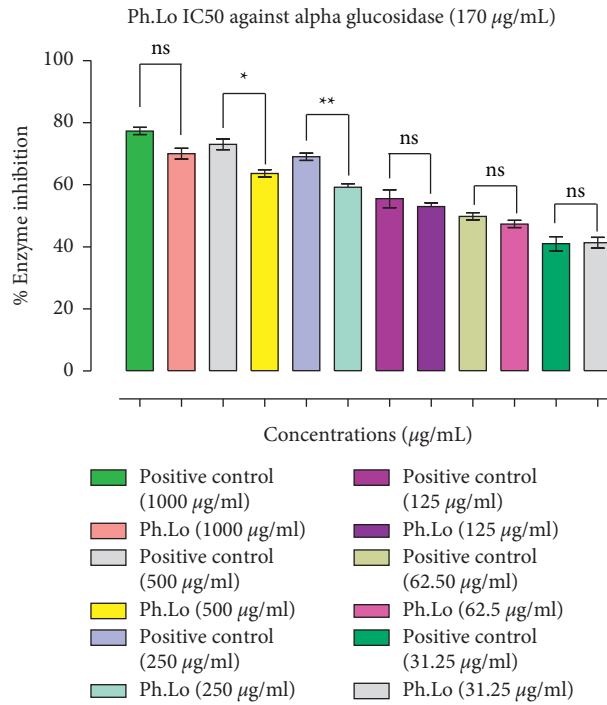 Ph.Lo IC50 against alpha glucosidase (170 μg/mL)
100
80
60
40
20
0
% Enzyme inhibition
ns
*
**
ns
ns
ns
Concentrations (μg/mL)
Positive control
(1000 μg/ml)
Ph.Lo (1000 μg/ml)
Positive control
(500 μg/ml)
Ph.Lo (500 μg/ml)
Positive control
(250 μg/ml)
Ph.Lo (250 μg/ml)
Positive control
(125 μg/ml)
Ph.Lo (125 μg/ml)
Positive control
(62.50 μg/ml)
Ph.Lo (62.5 μg/ml)
Positive control
(31.25 μg/ml)
Ph.Lo (31.25 μg/ml)